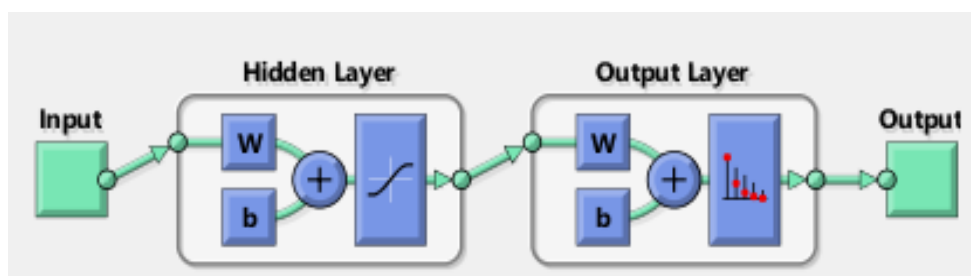 Hidden Layer
Output Layer
Input
Output
W
+
b
W
+
b